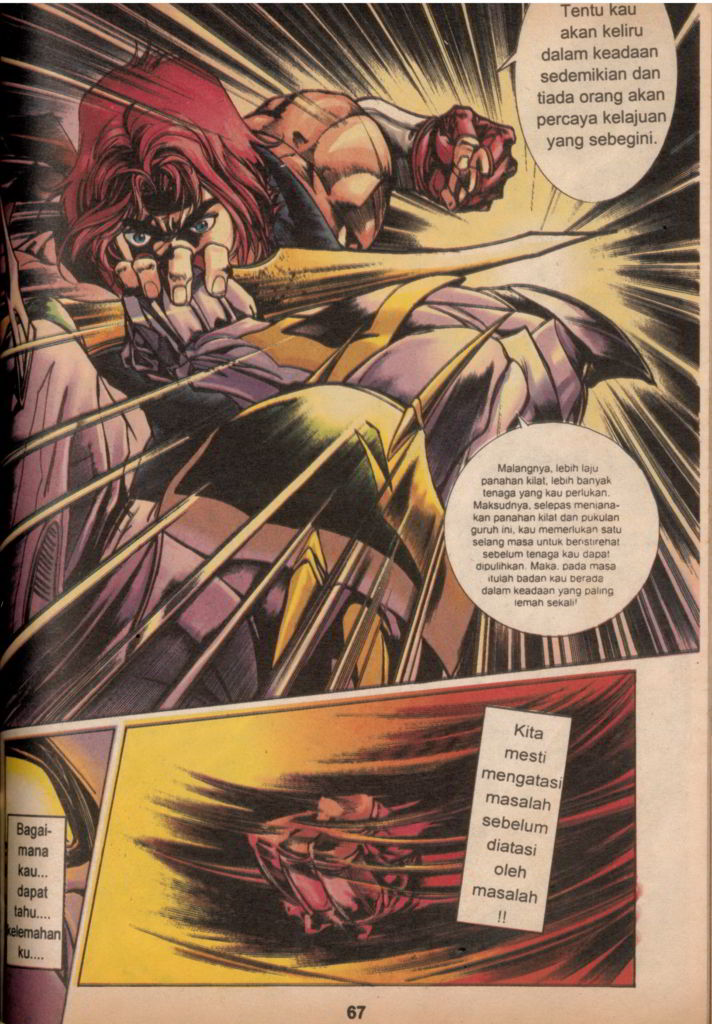 Tentu kau
akan keliru
dalam keadaan
sedemikian dan
tiada orang akan
percaya kelajuan
yang sebegini.
Malangnya, lebih laju
panahan kilat, lebih banyak
tenaga yang kau perlukan.
Maksudnya, selepas menjana-
kan panahan kilat dan pukulan
guruh ini, kau memerlukan satu
selang masa untuk beristirehat
sebelum tenaga kau dapat
dipulihkan. Maka, pada masa
itulah badan kau berada
dalam keadaan yang paling
lemah sekali!
Kita
mesti
mengatasi
masalah
sebelum
diatasi
oleh
masalah
!!
Bagai-
mana
kau...
dapat
tahu....
kelemahan
ku....
67